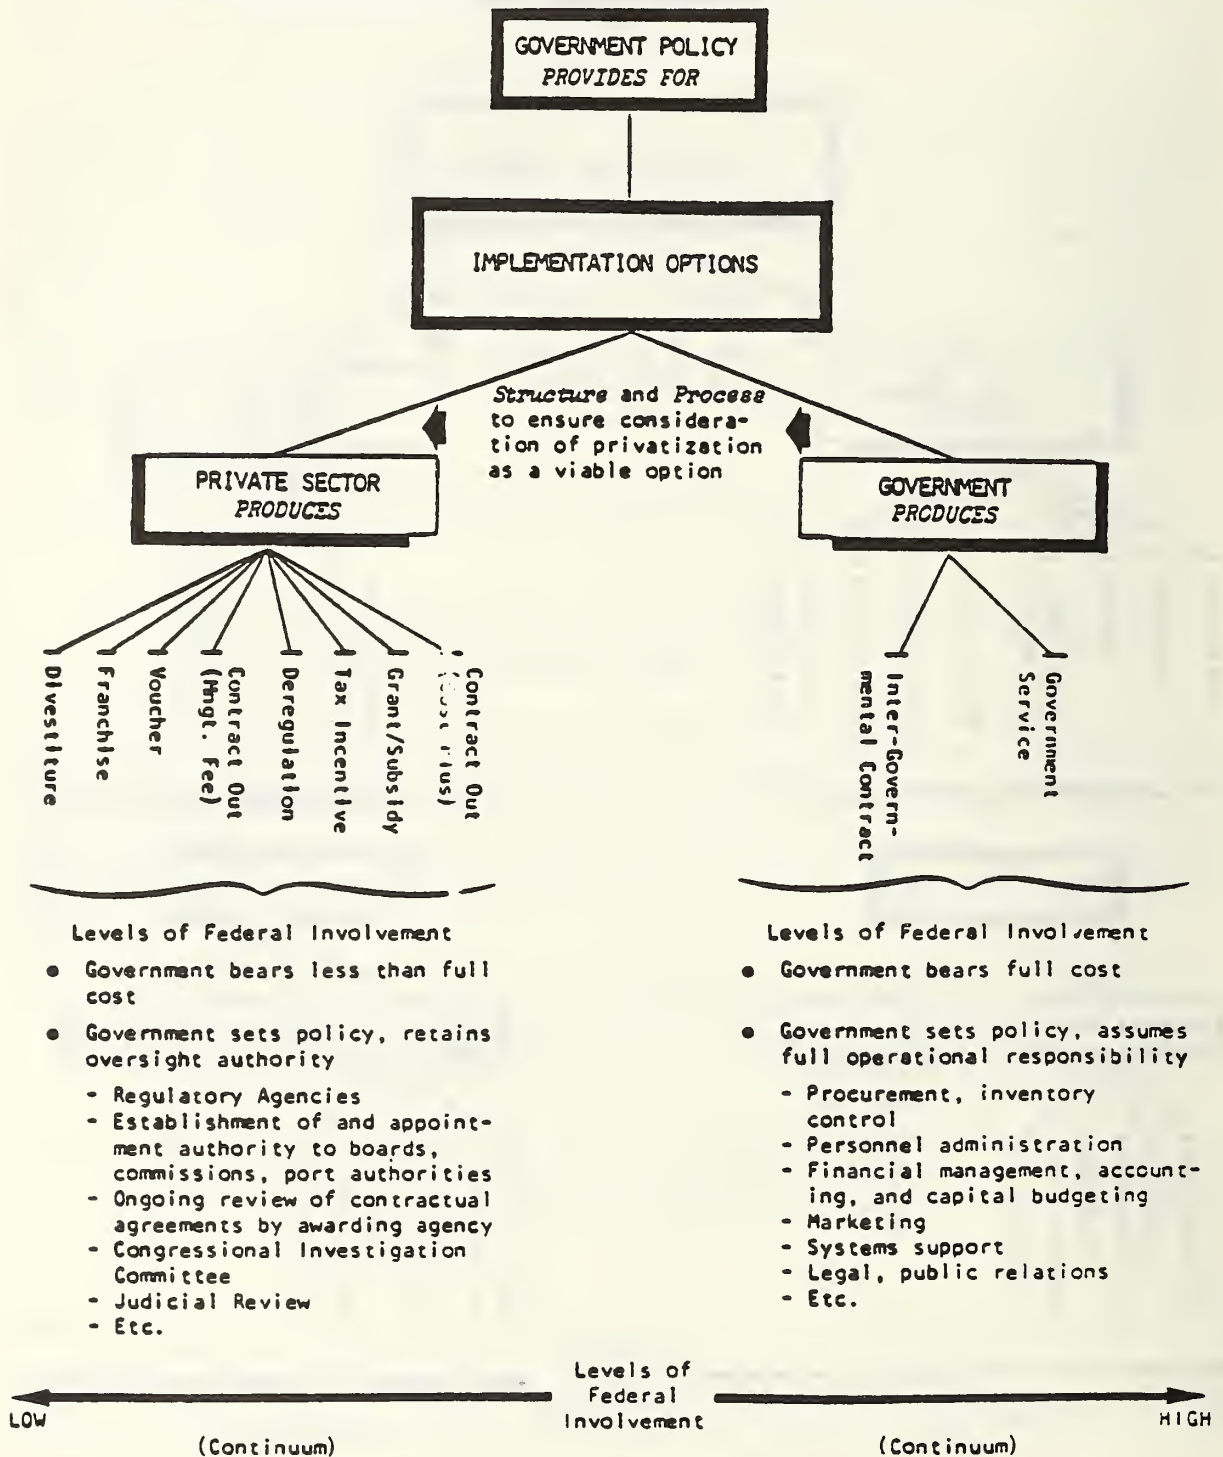 GOVERNMENT POLICY
PROVIDES FOR
IMPLEMENTATION OPTIONS
Structure and Process
to ensure considera-
tion of privatization
as a viable option
PRIVATE SECTOR
PRODUCES
GOVERNMENT
PRODUCES
Divestiture
Franchise
Voucher
Contract Out
(Mngt. Fee)
Deregulation
Tax Incentive
Grant/Subsidy
Contract Out
Inter-Govern-
mental Contract
Government
Service
Levels of Federal Involvement
● Government bears less than full
cost
● Government sets policy, retains
oversight authority
- Regulatory Agencies
- Establishment of and appoint-
ment authority to boards,
commissions, port authorities
- Ongoing review of contractual
agreements by awarding agency
- Congressional Investigation
Committee
- Judicial Review
- Etc.
Levels of Federal Involvement
● Government bears full cost
● Government sets policy, assumes
full operational responsibility
- Procurement, inventory
control
- Personnel administration
- Financial management, account-
ing, and capital budgeting
- Marketing
- Systems support
- Legal, public relations
- Etc.
Levels of
Federal
Involvement
LOW
HIGH
(Continuum)
(Continuum)